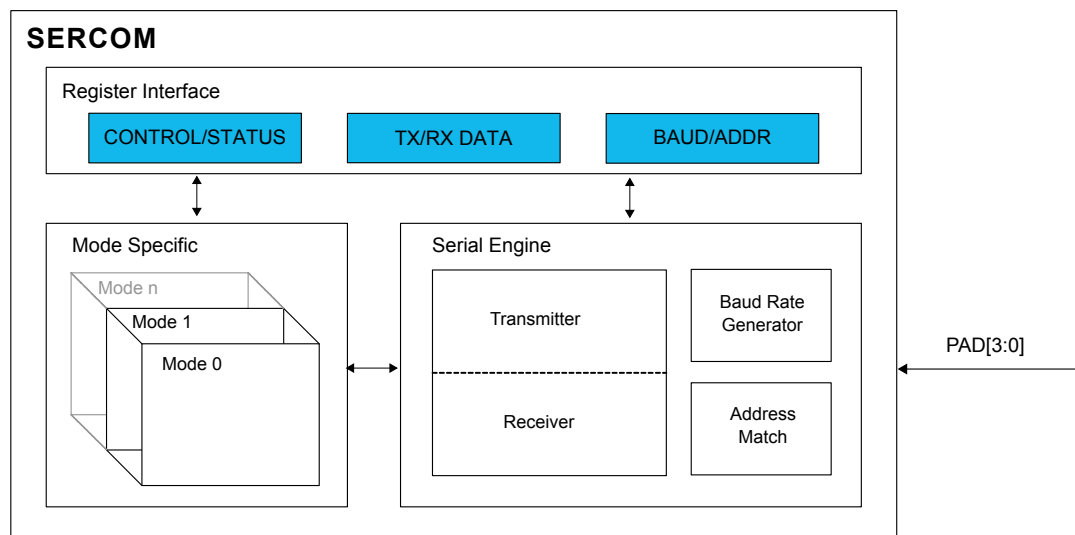 SERCOM
Register Interface
CONTROL/STATUS
TX/RX DATA
BAUD/ADDR
Mode Specific
Mode n
Mode 1
Mode 0
Serial Engine
Transmitter
Receiver
Baud Rate
Generator
Address
Match
PAD[3:0]